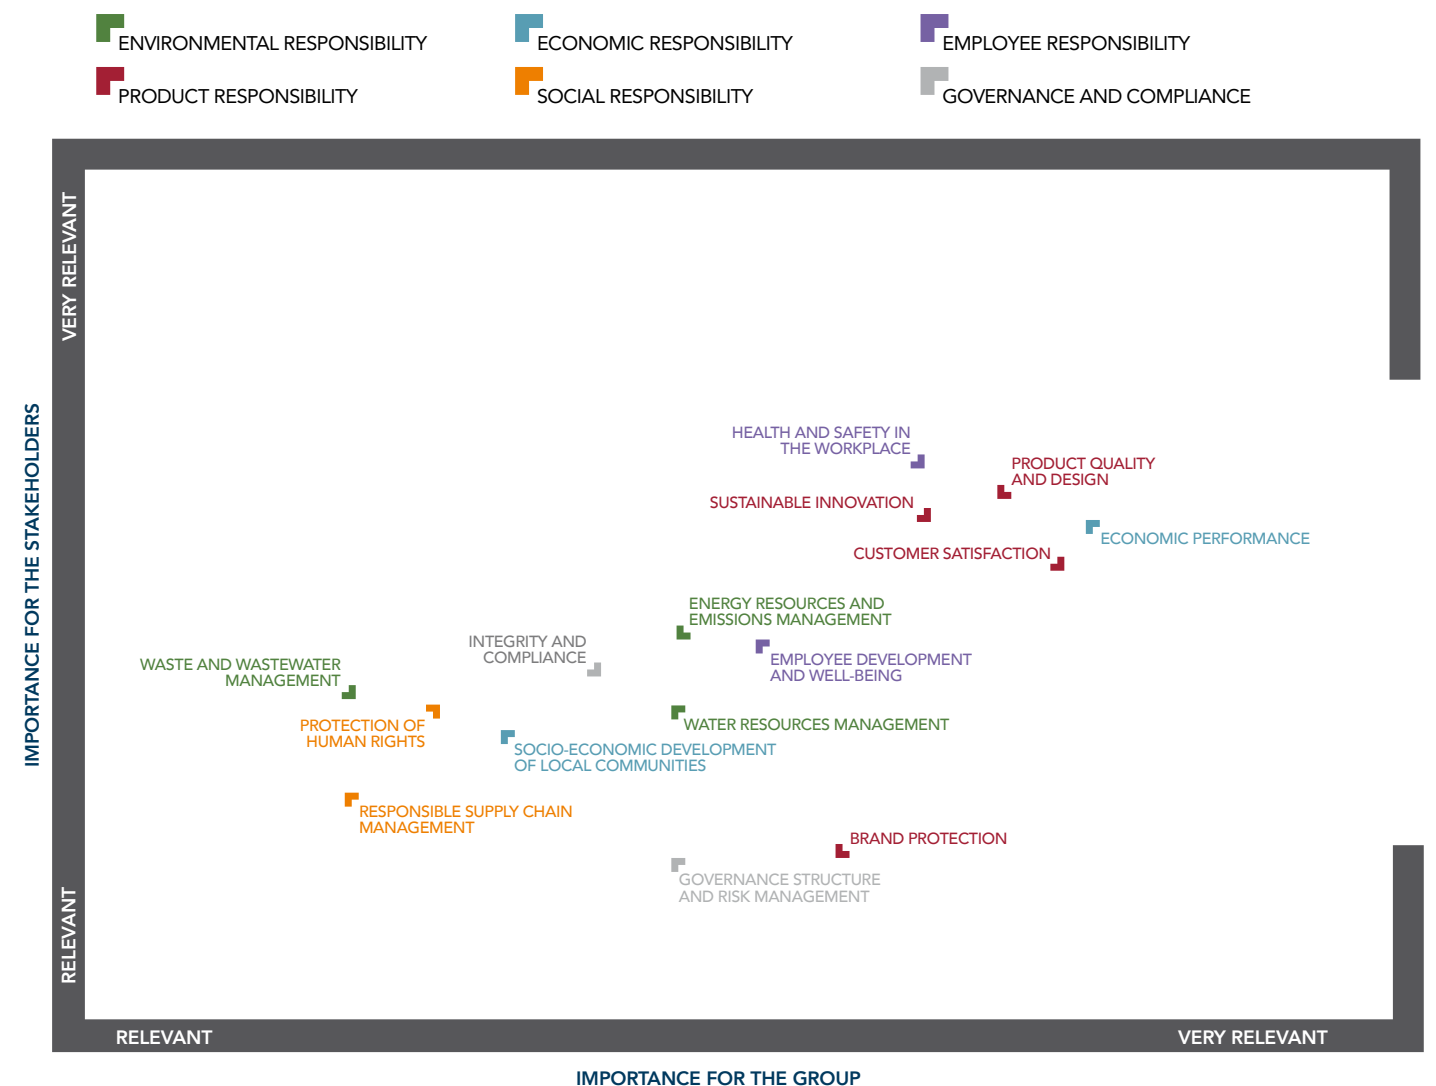 ENVIRONMENTAL RESPONSIBILITY
ECONOMIC RESPONSIBILITY
EMPLOYEE RESPONSIBILITY
PRODUCT RESPONSIBILITY
SOCIAL RESPONSIBILITY
GOVERNANCE AND COMPLIANCE
VERY RELEVANT
IMPORTANCE FOR THE STAKEHOLDERS
RELEVANT
HEALTH AND SAFETY IN
THE WORKPLACE
PRODUCT QUALITY
AND DESIGN
SUSTAINABLE INNOVATION
ECONOMIC PERFORMANCE
CUSTOMER SATISFACTION
ENERGY RESOURCES AND
EMISSIONS MANAGEMENT
INTEGRITY AND
COMPLIANCE
EMPLOYEE DEVELOPMENT
AND WELL-BEING
WASTE AND WASTEWATER
MANAGEMENT
PROTECTION OF
HUMAN RIGHTS
WATER RESOURCES MANAGEMENT
SOCIO-ECONOMIC DEVELOPMENT
OF LOCAL COMMUNITIES
RESPONSIBLE SUPPLY CHAIN
MANAGEMENT
BRAND PROTECTION
GOVERNANCE STRUCTURE
AND RISK MANAGEMENT
RELEVANT
VERY RELEVANT
IMPORTANCE FOR THE GROUP